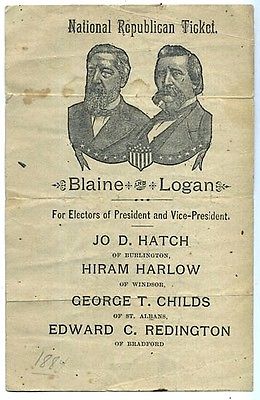 National Republican Ticket.
Blaine and Logan
For Electors of President and Vice-President.
JO D. HATCH
OF BURLINGTON,
HIRAM HARLOW
OF WINDSOR,
GEORGE T. CHILDS
OF ST. ALBANS,
EDWARD C. REDINGTON
OF BRADFORD